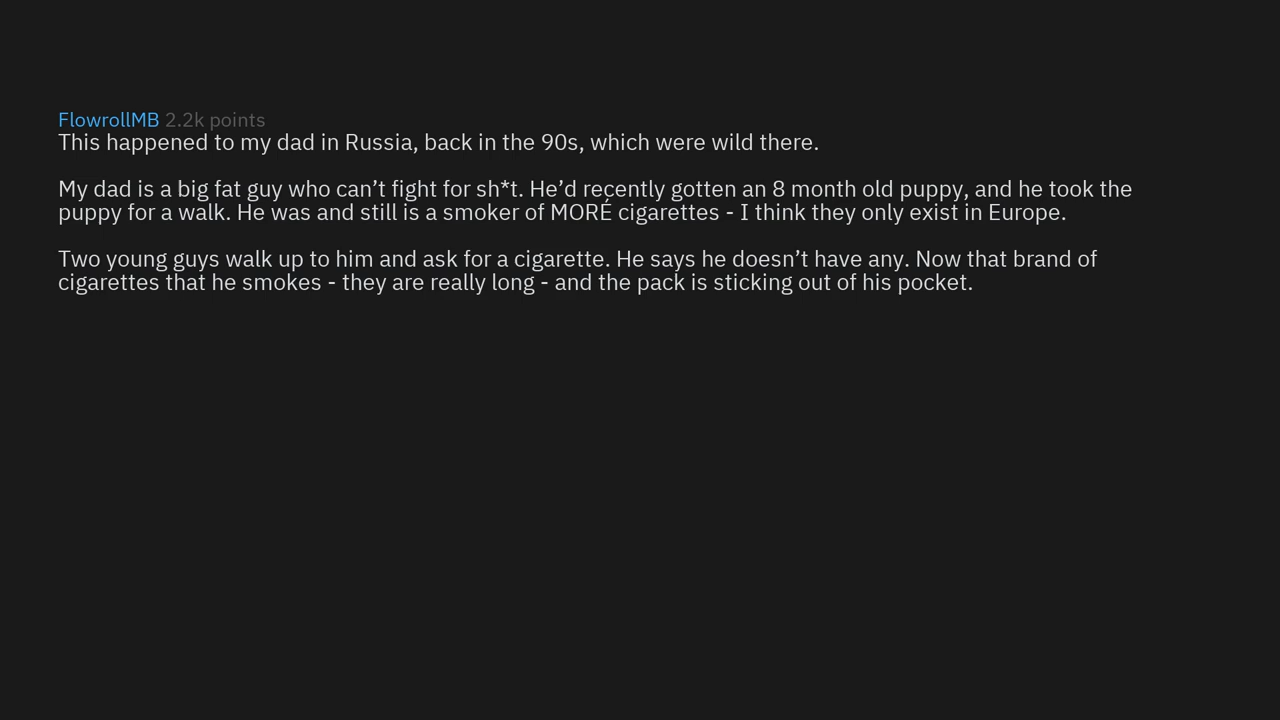 FlowrollMB 2.2k points
This happened to my dad in Russia, back in the 90s, which were wild there.
My dad is a big fat guy who can’t fight for sh*t. He’d recently gotten an 8 month old puppy, and he took the
puppy for a walk. He was and still is a smoker of MORÉ cigarettes - I think they only exist in Europe.
Two young guys walk up to him and ask for a cigarette. He says he doesn’t have any. Now that brand of
cigarettes that he smokes - they are really long - and the pack is sticking out of his pocket.